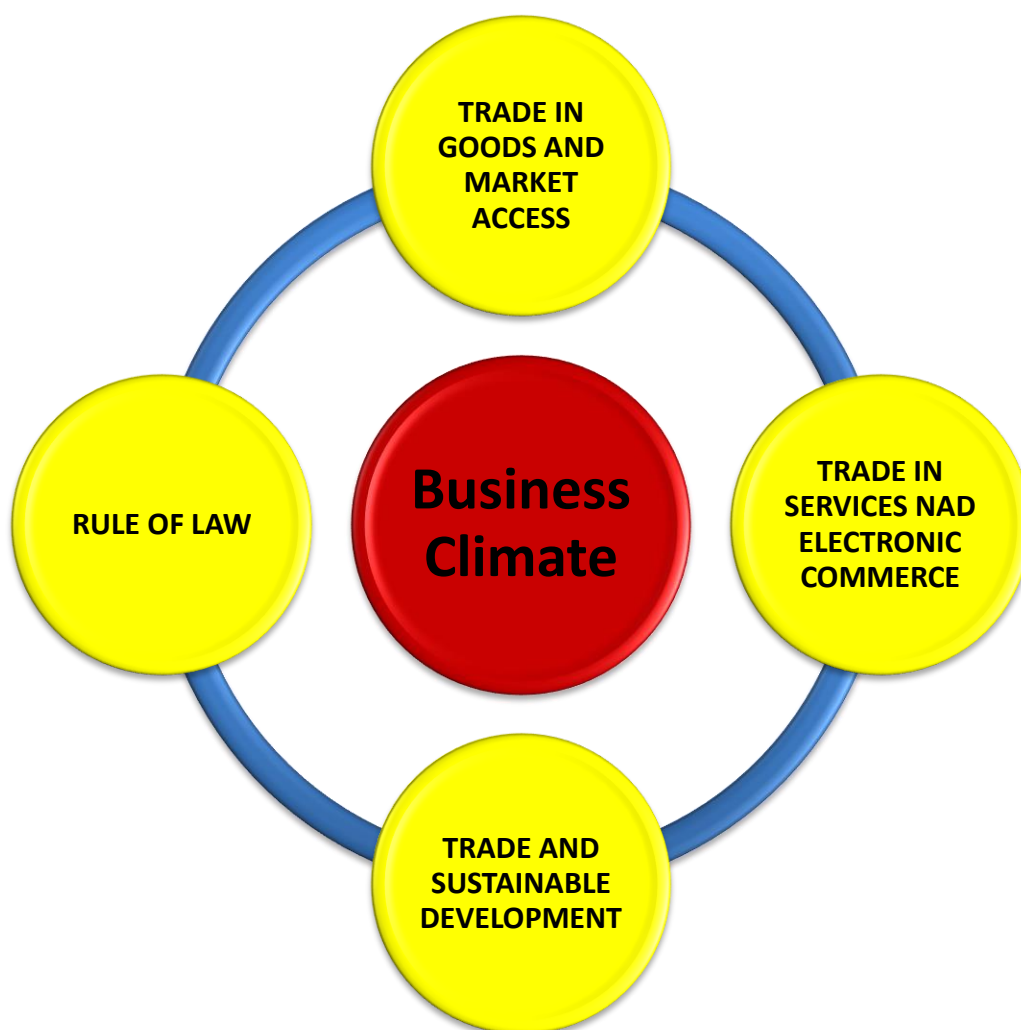 TRADE IN
GOODS AND
MARKET
ACCESS
RULE OF LAW
Business
Climate
TRADE IN
SERVICES NAD
ELECTRONIC
COMMERCE
TRADE AND
SUSTAINABLE
DEVELOPMENT